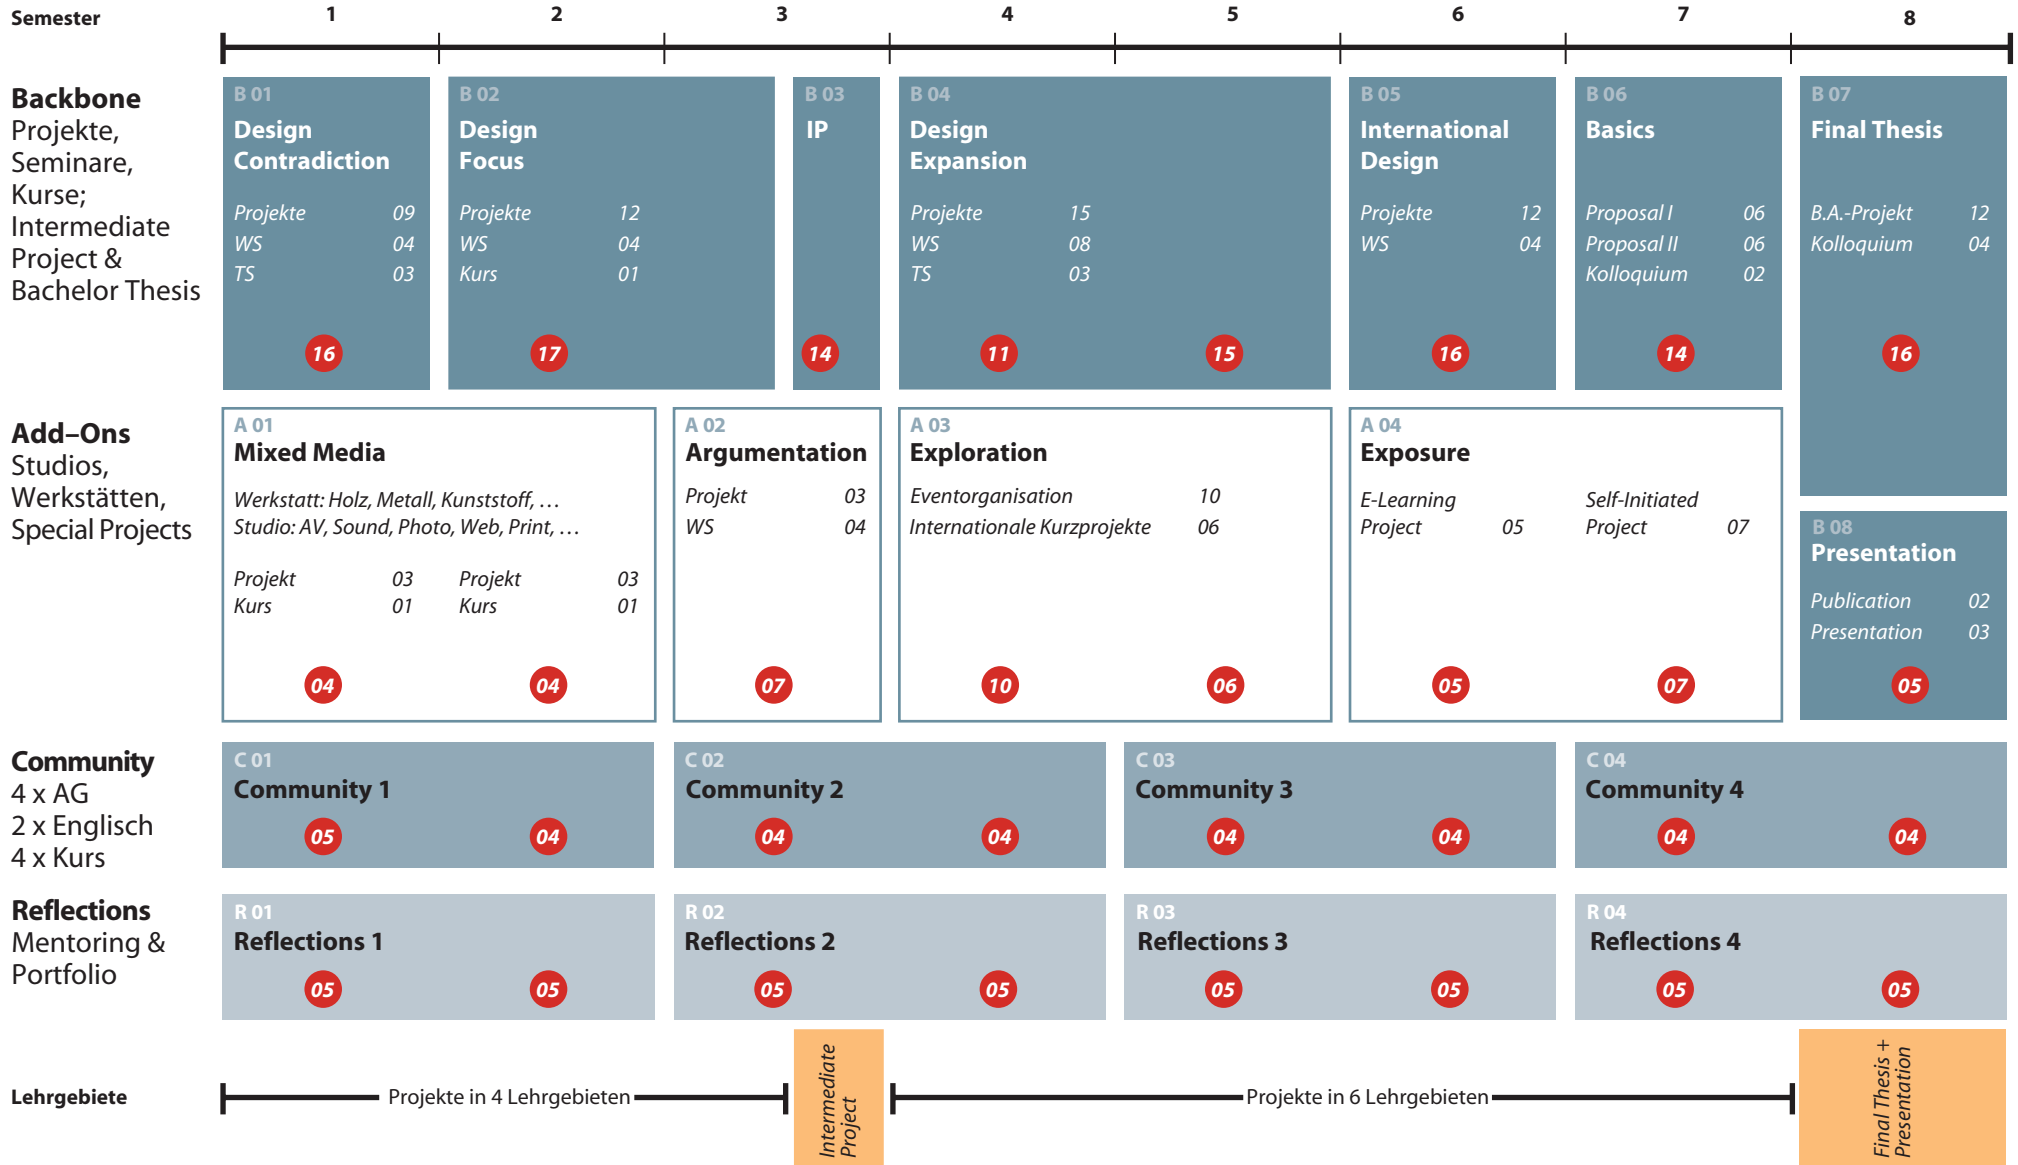 Semester 1 2 3 4 5 6 7 8
Backbone
Projekte,
Seminare,
Kurse;
Intermediate
Project &
Bachelor Thesis
B 01
Design
Contradiction
Projekte 09
WS 04
TS 03
16
B 02
Design
Focus
Projekte 12
WS 04
Kurs 01
17
B 03
IP
14
B 04
Design
Expansion
Projekte 15
WS 08
TS 03
11 15
B 05
International
Design
Projekte 12
WS 04
16
B 06
Basics
Proposal I 06
Proposal II 06
Kolloquium 02
14
B 07
Final Thesis
B.A.-Projekt 12
Kolloquium 04
16
Add–Ons
Studios,
Werkstätten,
Special Projects
A 01
Mixed Media
Werkstatt: Holz, Metall, Kunststoff, …
Studio: AV, Sound, Photo, Web, Print, …
Projekt 03 Projekt 03
Kurs 01 Kurs 01
04 04
A 02
Argumentation
Projekt 03
WS 04
07
A 03
Exploration
Eventorganisation 10
Internationale Kurzprojekte 06
10 06
A 04
Exposure
E-Learning Self-Initiated
Project 05 Project 07
05 07
B 08
Presentation
Publication 02
Presentation 03
05
Community
4 x AG
2 x Englisch
4 x Kurs
C 01
Community 1
05 04
C 02
Community 2
04 04
C 03
Community 3
04 04
C 04
Community 4
04 04
Reflections
Mentoring &
Portfolio
R 01
Reflections 1
05 05
R 02
Reflections 2
05 05
R 03
Reflections 3
05 05
R 04
Reflections 4
05 05
Lehrgebiete
Projekte in 4 Lehrgebieten
Intermediate
Project
Projekte in 6 Lehrgebieten
Final Thesis +
Presentation